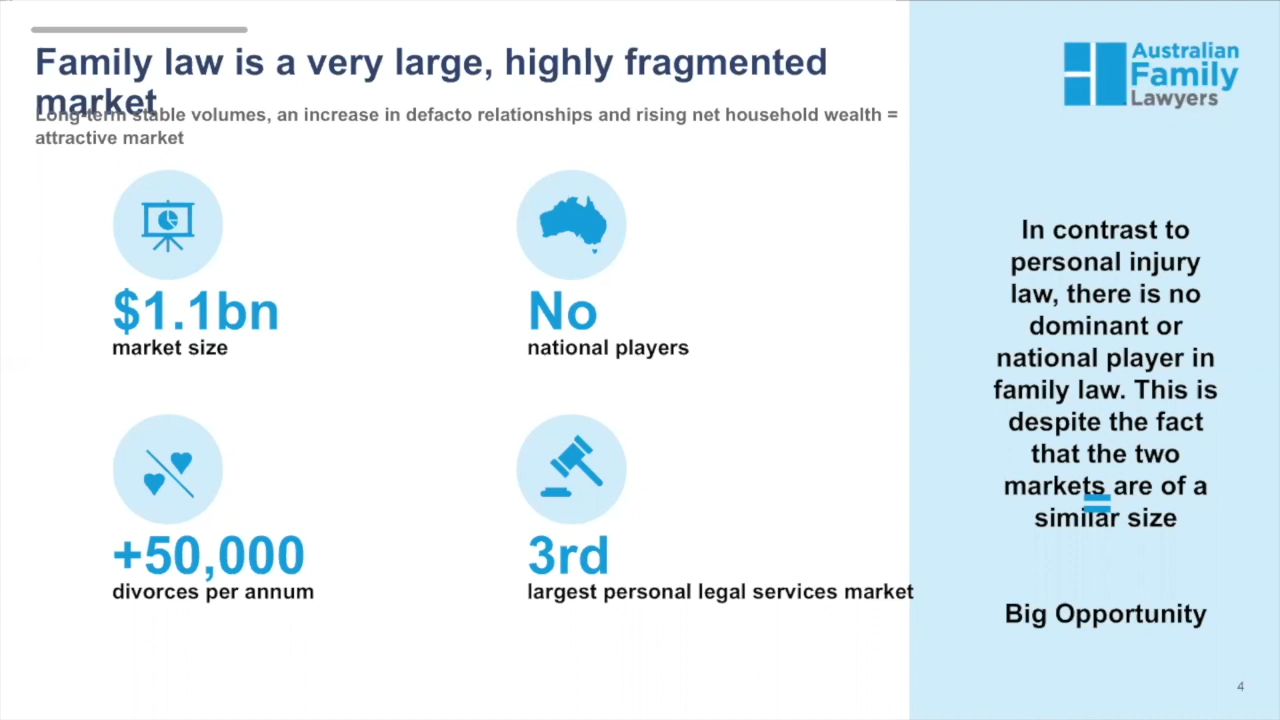 Family law is a very large, highly fragmented
market
Long-term stable volumes, an increase in defacto relationships and rising net household wealth =
attractive market
$1.1bn
market size
No
national players
+50,000
divorces per annum
3rd
largest personal legal services market
Australian
Family
Lawyers
In contrast to
personal injury
law, there is no
dominant or
national player in
family law. This is
despite the fact
that the two
markets are of a
similar size
=
Big Opportunity
4